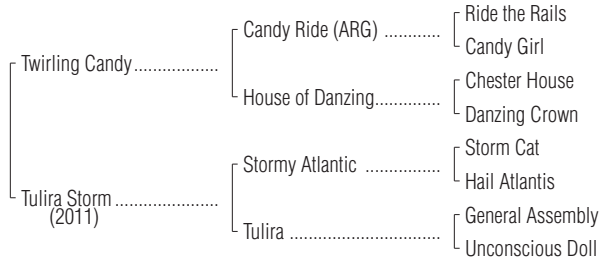 Ride the Rails
Candy Ride (ARG) ............
Candy Girl
Twirling Candy..................
Chester House
House of Danzing..............
Danzing Crown
Storm Cat
Stormy Atlantic ................
Hail Atlantis
Tulira Storm ......................
(2011)
General Assembly
Tulira ................................
Unconscious Doll